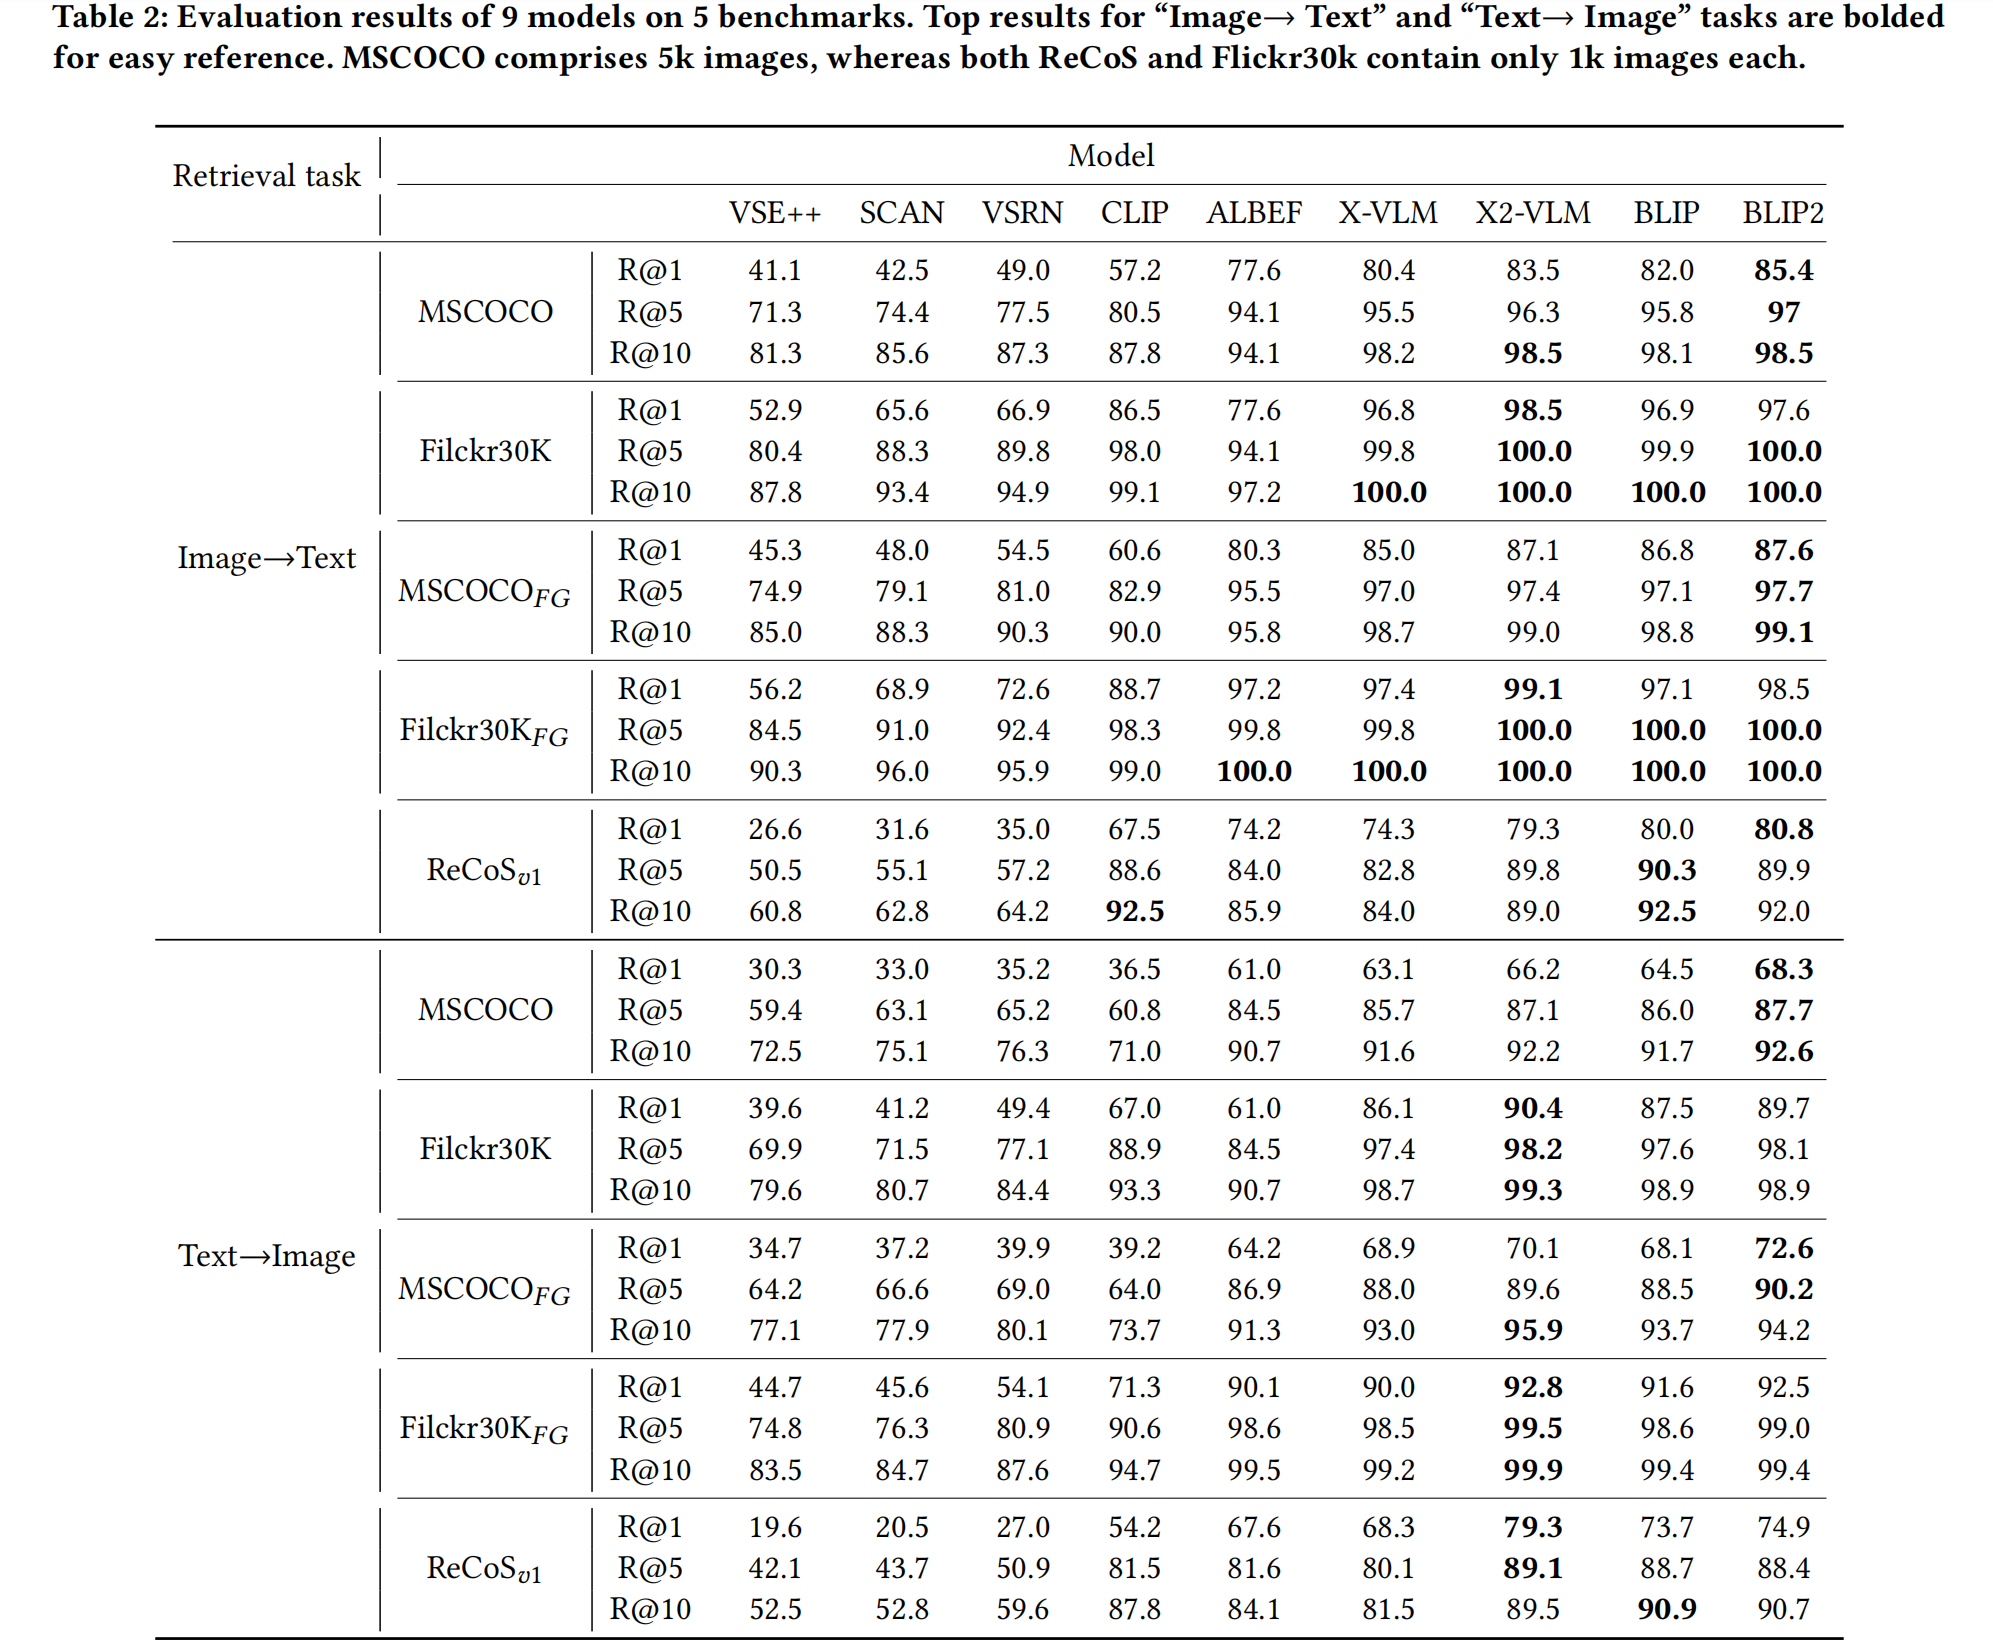 Table 2: Evaluation results of 9 models on 5 benchmarks. Top results for “Image→ Text” and “Text→ Image” tasks are bolded
for easy reference. MSCOCO comprises 5k images, whereas both ReCoS and Flickr30k contain only 1k images each.
Retrieval task Model
VSE++ SCAN VSRN CLIP ALBEF X-VLM X2-VLM BLIP BLIP2
Image→Text
MSCOCO
R@1 41.1 42.5 49.0 57.2 77.6 80.4 83.5 82.0 85.4
R@5 71.3 74.4 77.5 80.5 94.1 95.5 96.3 95.8 97
R@10 81.3 85.6 87.3 87.8 94.1 98.2 98.5 98.1 98.5
Filckr30K
R@1 52.9 65.6 66.9 86.5 77.6 96.8 98.5 96.9 97.6
R@5 80.4 88.3 89.8 98.0 94.1 99.8 100.0 99.9 100.0
R@10 87.8 93.4 94.9 99.1 97.2 100.0 100.0 100.0 100.0
MSCOCO_FG
R@1 45.3 48.0 54.5 60.6 80.3 85.0 87.1 86.8 87.6
R@5 74.9 79.1 81.0 82.9 95.5 97.0 97.4 97.1 97.7
R@10 85.0 88.3 90.3 90.0 95.8 98.7 99.0 98.8 99.1
Filckr30K_FG
R@1 56.2 68.9 72.6 88.7 97.2 97.4 99.1 97.1 98.5
R@5 84.5 91.0 92.4 98.3 99.8 99.8 100.0 100.0 100.0
R@10 90.3 96.0 95.9 99.0 100.0 100.0 100.0 100.0 100.0
ReCoS_v1
R@1 26.6 31.6 35.0 67.5 74.2 74.3 79.3 80.0 80.8
R@5 50.5 55.1 57.2 88.6 84.0 82.8 89.8 90.3 89.9
R@10 60.8 62.8 64.2 92.5 85.9 84.0 89.0 92.5 92.0
Text→Image
MSCOCO
R@1 30.3 33.0 35.2 36.5 61.0 63.1 66.2 64.5 68.3
R@5 59.4 63.1 65.2 60.8 84.5 85.7 87.1 86.0 87.7
R@10 72.5 75.1 76.3 71.0 90.7 91.6 92.2 91.7 92.6
Filckr30K
R@1 39.6 41.2 49.4 67.0 61.0 86.1 90.4 87.5 89.7
R@5 69.9 71.5 77.1 88.9 84.5 97.4 98.2 97.6 98.1
R@10 79.6 80.7 84.4 93.3 90.7 98.7 99.3 98.9 98.9
MSCOCO_FG
R@1 34.7 37.2 39.9 39.2 64.2 68.9 70.1 68.1 72.6
R@5 64.2 66.6 69.0 64.0 86.9 88.0 89.6 88.5 90.2
R@10 77.1 77.9 80.1 73.7 91.3 93.0 95.9 93.7 94.2
Filckr30K_FG
R@1 44.7 45.6 54.1 71.3 90.1 90.0 92.8 91.6 92.5
R@5 74.8 76.3 80.9 90.6 98.6 98.5 99.5 98.6 99.0
R@10 83.5 84.7 87.6 94.7 99.5 99.2 99.9 99.4 99.4
ReCoS_v1
R@1 19.6 20.5 27.0 54.2 67.6 68.3 79.3 73.7 74.9
R@5 42.1 43.7 50.9 81.5 81.6 80.1 89.1 88.7 88.4
R@10 52.5 52.8 59.6 87.8 84.1 81.5 89.5 90.9 90.7